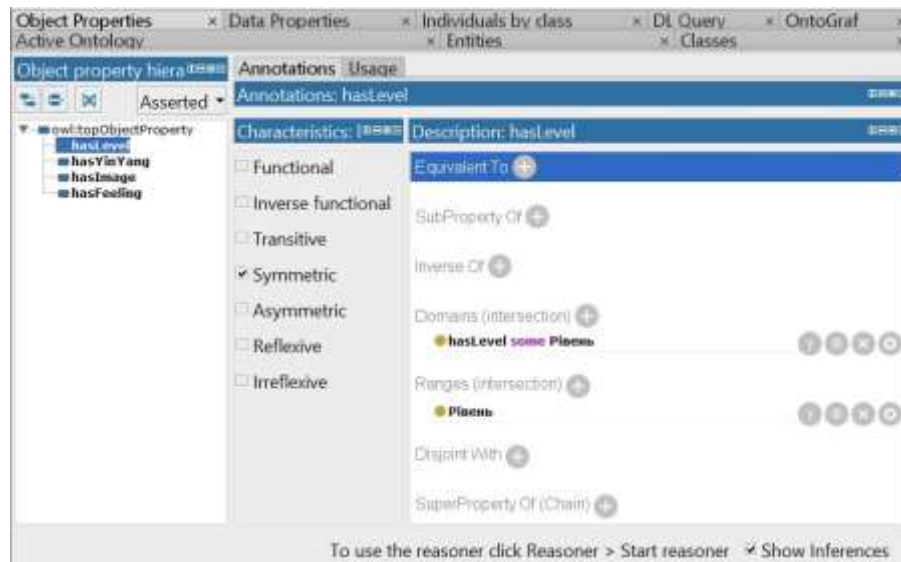 Object Properties × Data Properties × Individuals by class × DL Query × OntoGraf
Active Ontology × Entities × Classes
Object property hiera
Annotations Usage
Asserted
Annotations: hasLevel
owl:topObjectProperty
hasLevel
hasYinYang
hasImage
hasFeeling
Characteristics:
Description: hasLevel
Functional
Inverse functional
Transitive
Symmetric
Asymmetric
Reflexive
Irreflexive
Equivalent To
SubProperty Of
Inverse Of
Domains (intersection)
hasLevel some Рівень
Ranges (intersection)
Рівень
Disjoint With
SuperProperty Of (Chain)
To use the reasoner click Reasoner > Start reasoner Show Inferences